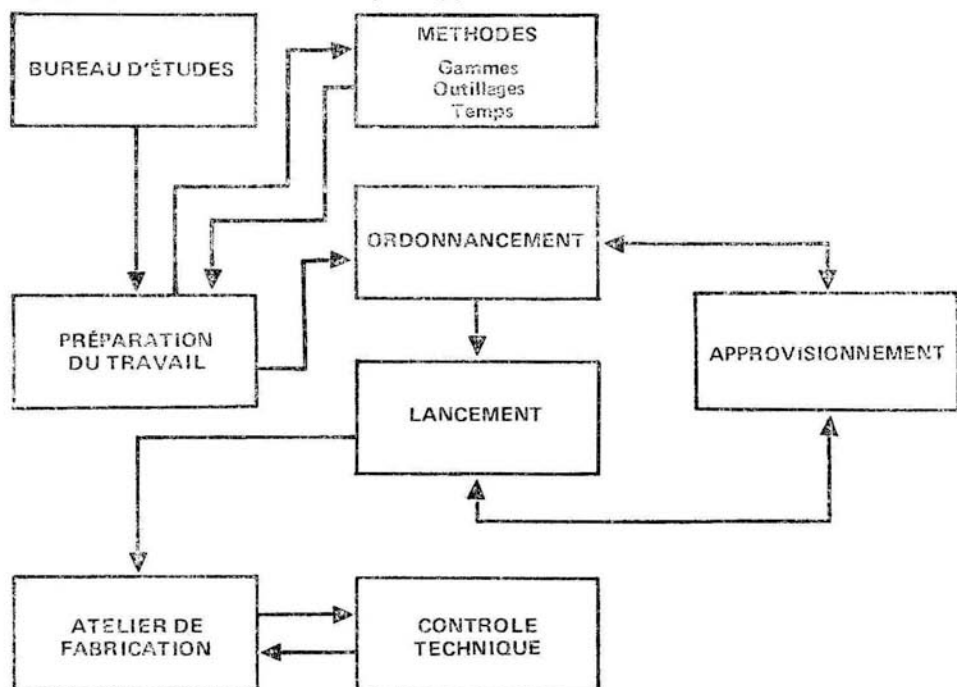 BUREAU D'ÉTUDES
METHODES
Gammes
Outillages
Temps
ORDONNANCEMENT
PRÉPARATION
DU TRAVAIL
APPROVISIONNEMENT
LANCEMENT
ATELIER DE
FABRICATION
CONTROLE
TECHNIQUE